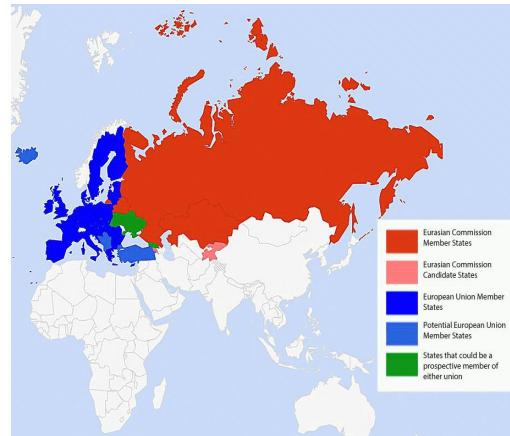 Eurasian Commission
Member States
Eurasian Commission
Candidate States
European Union Member
States
Potential European Union
Member States
States that could be a
prospective member of
either union